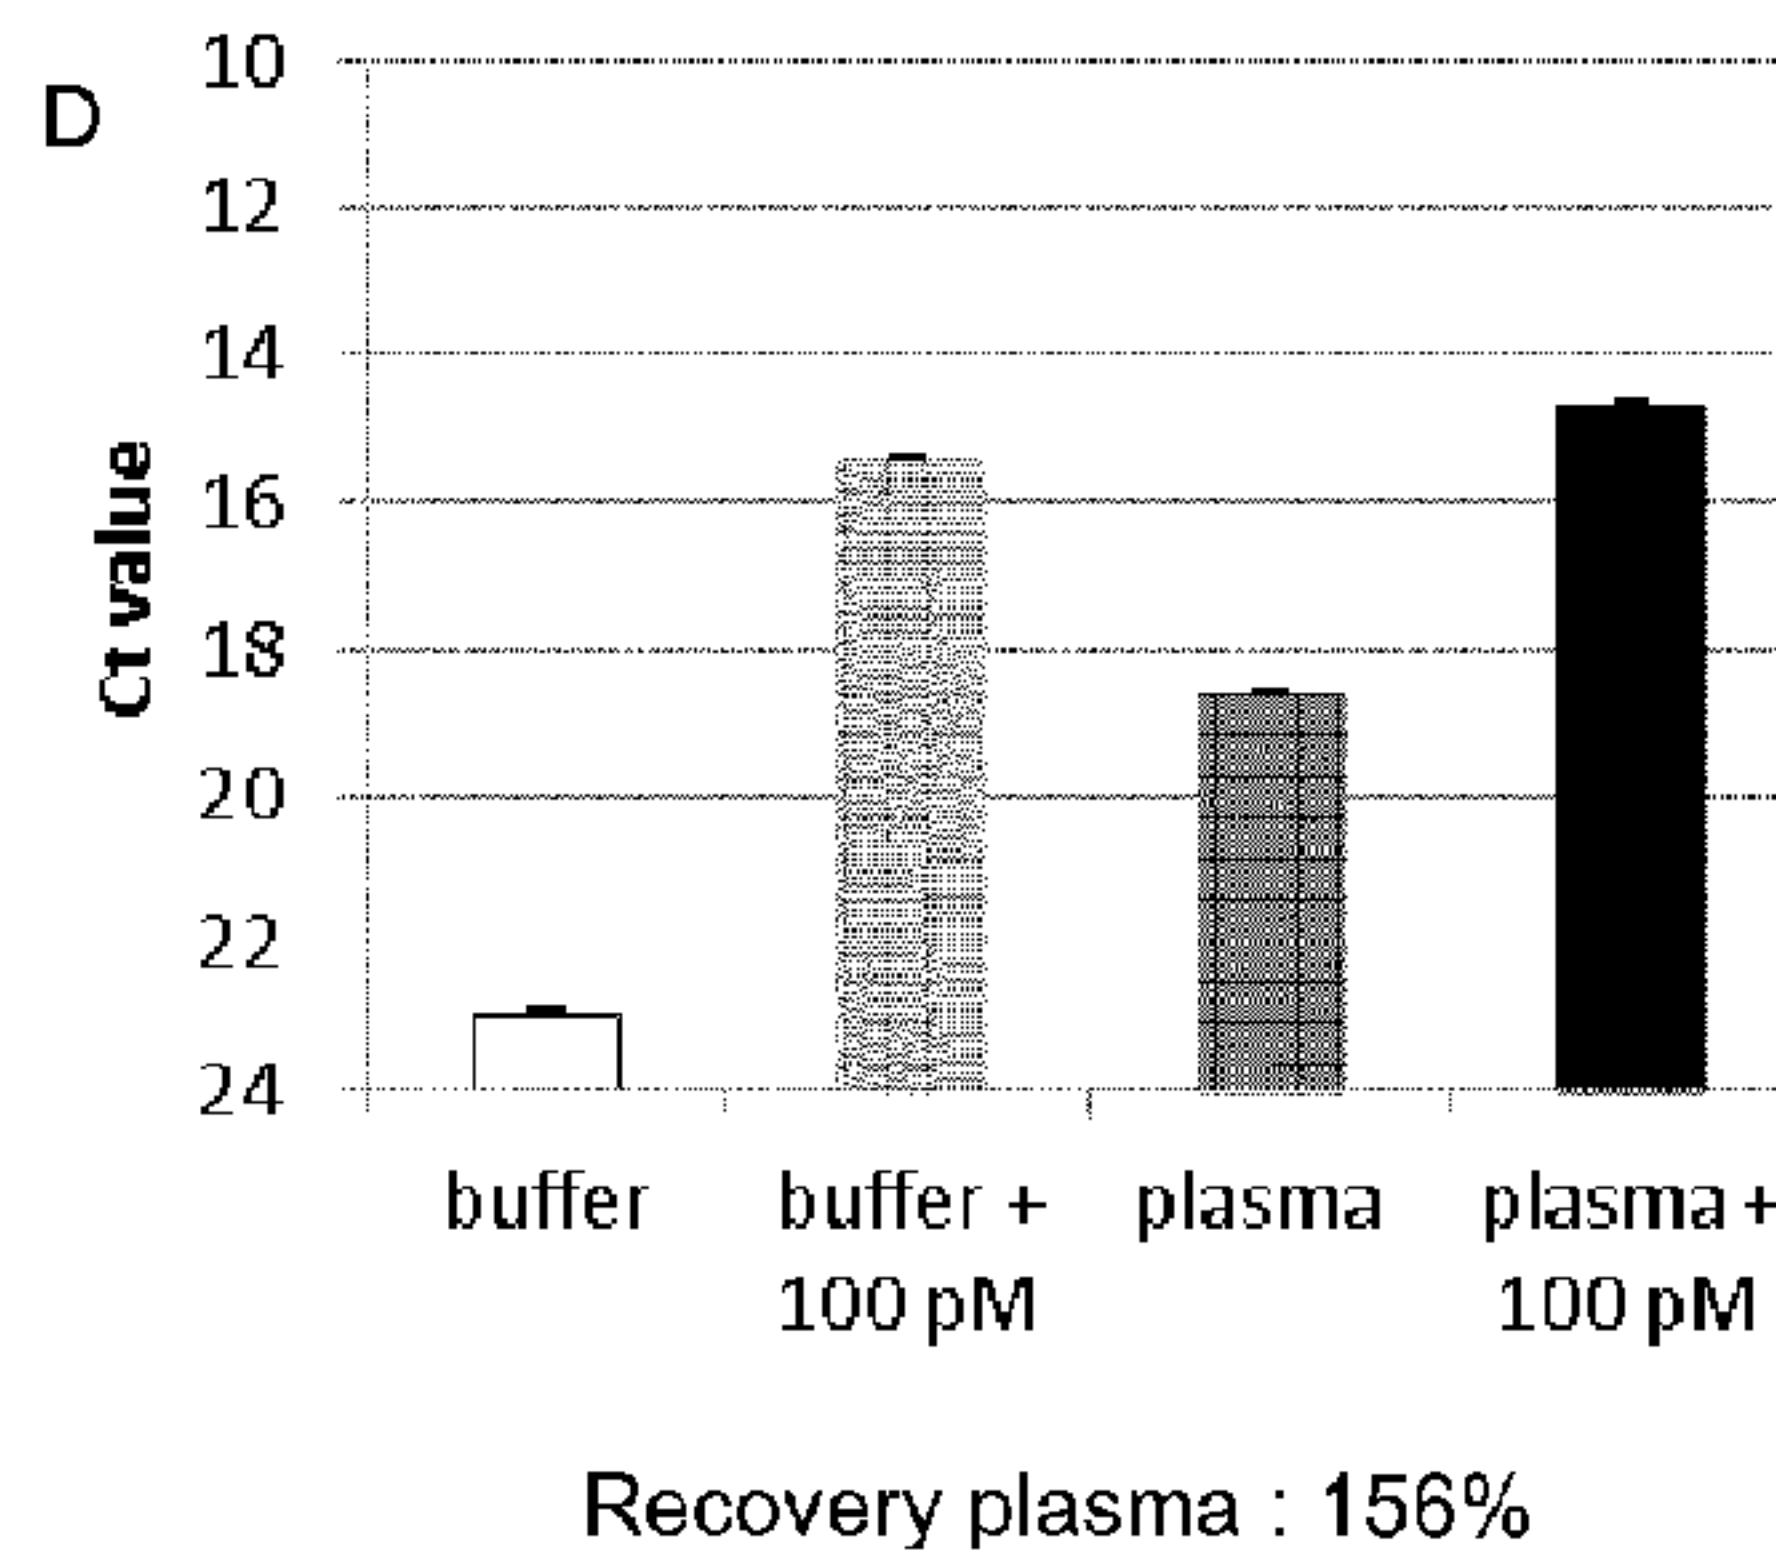 D
10
12
14
16
18
20
22
24
Ct value
buffer
buffer +
100 pM
plasma
plasma +
100 pM
Recovery plasma : 156%